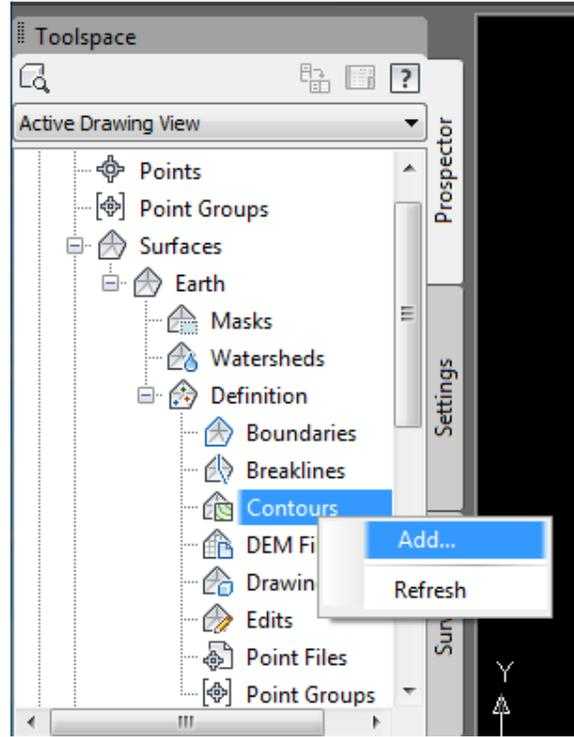 Toolspace
?
Active Drawing View
Points
Point Groups
Surfaces
Earth
Masks
Watersheds
Definition
Boundaries
Breaklines
Contours
DEM Fi
Drawin
Edits
Point Files
Point Groups
Add...
Refresh
Prospector
Settings
Sur
Y